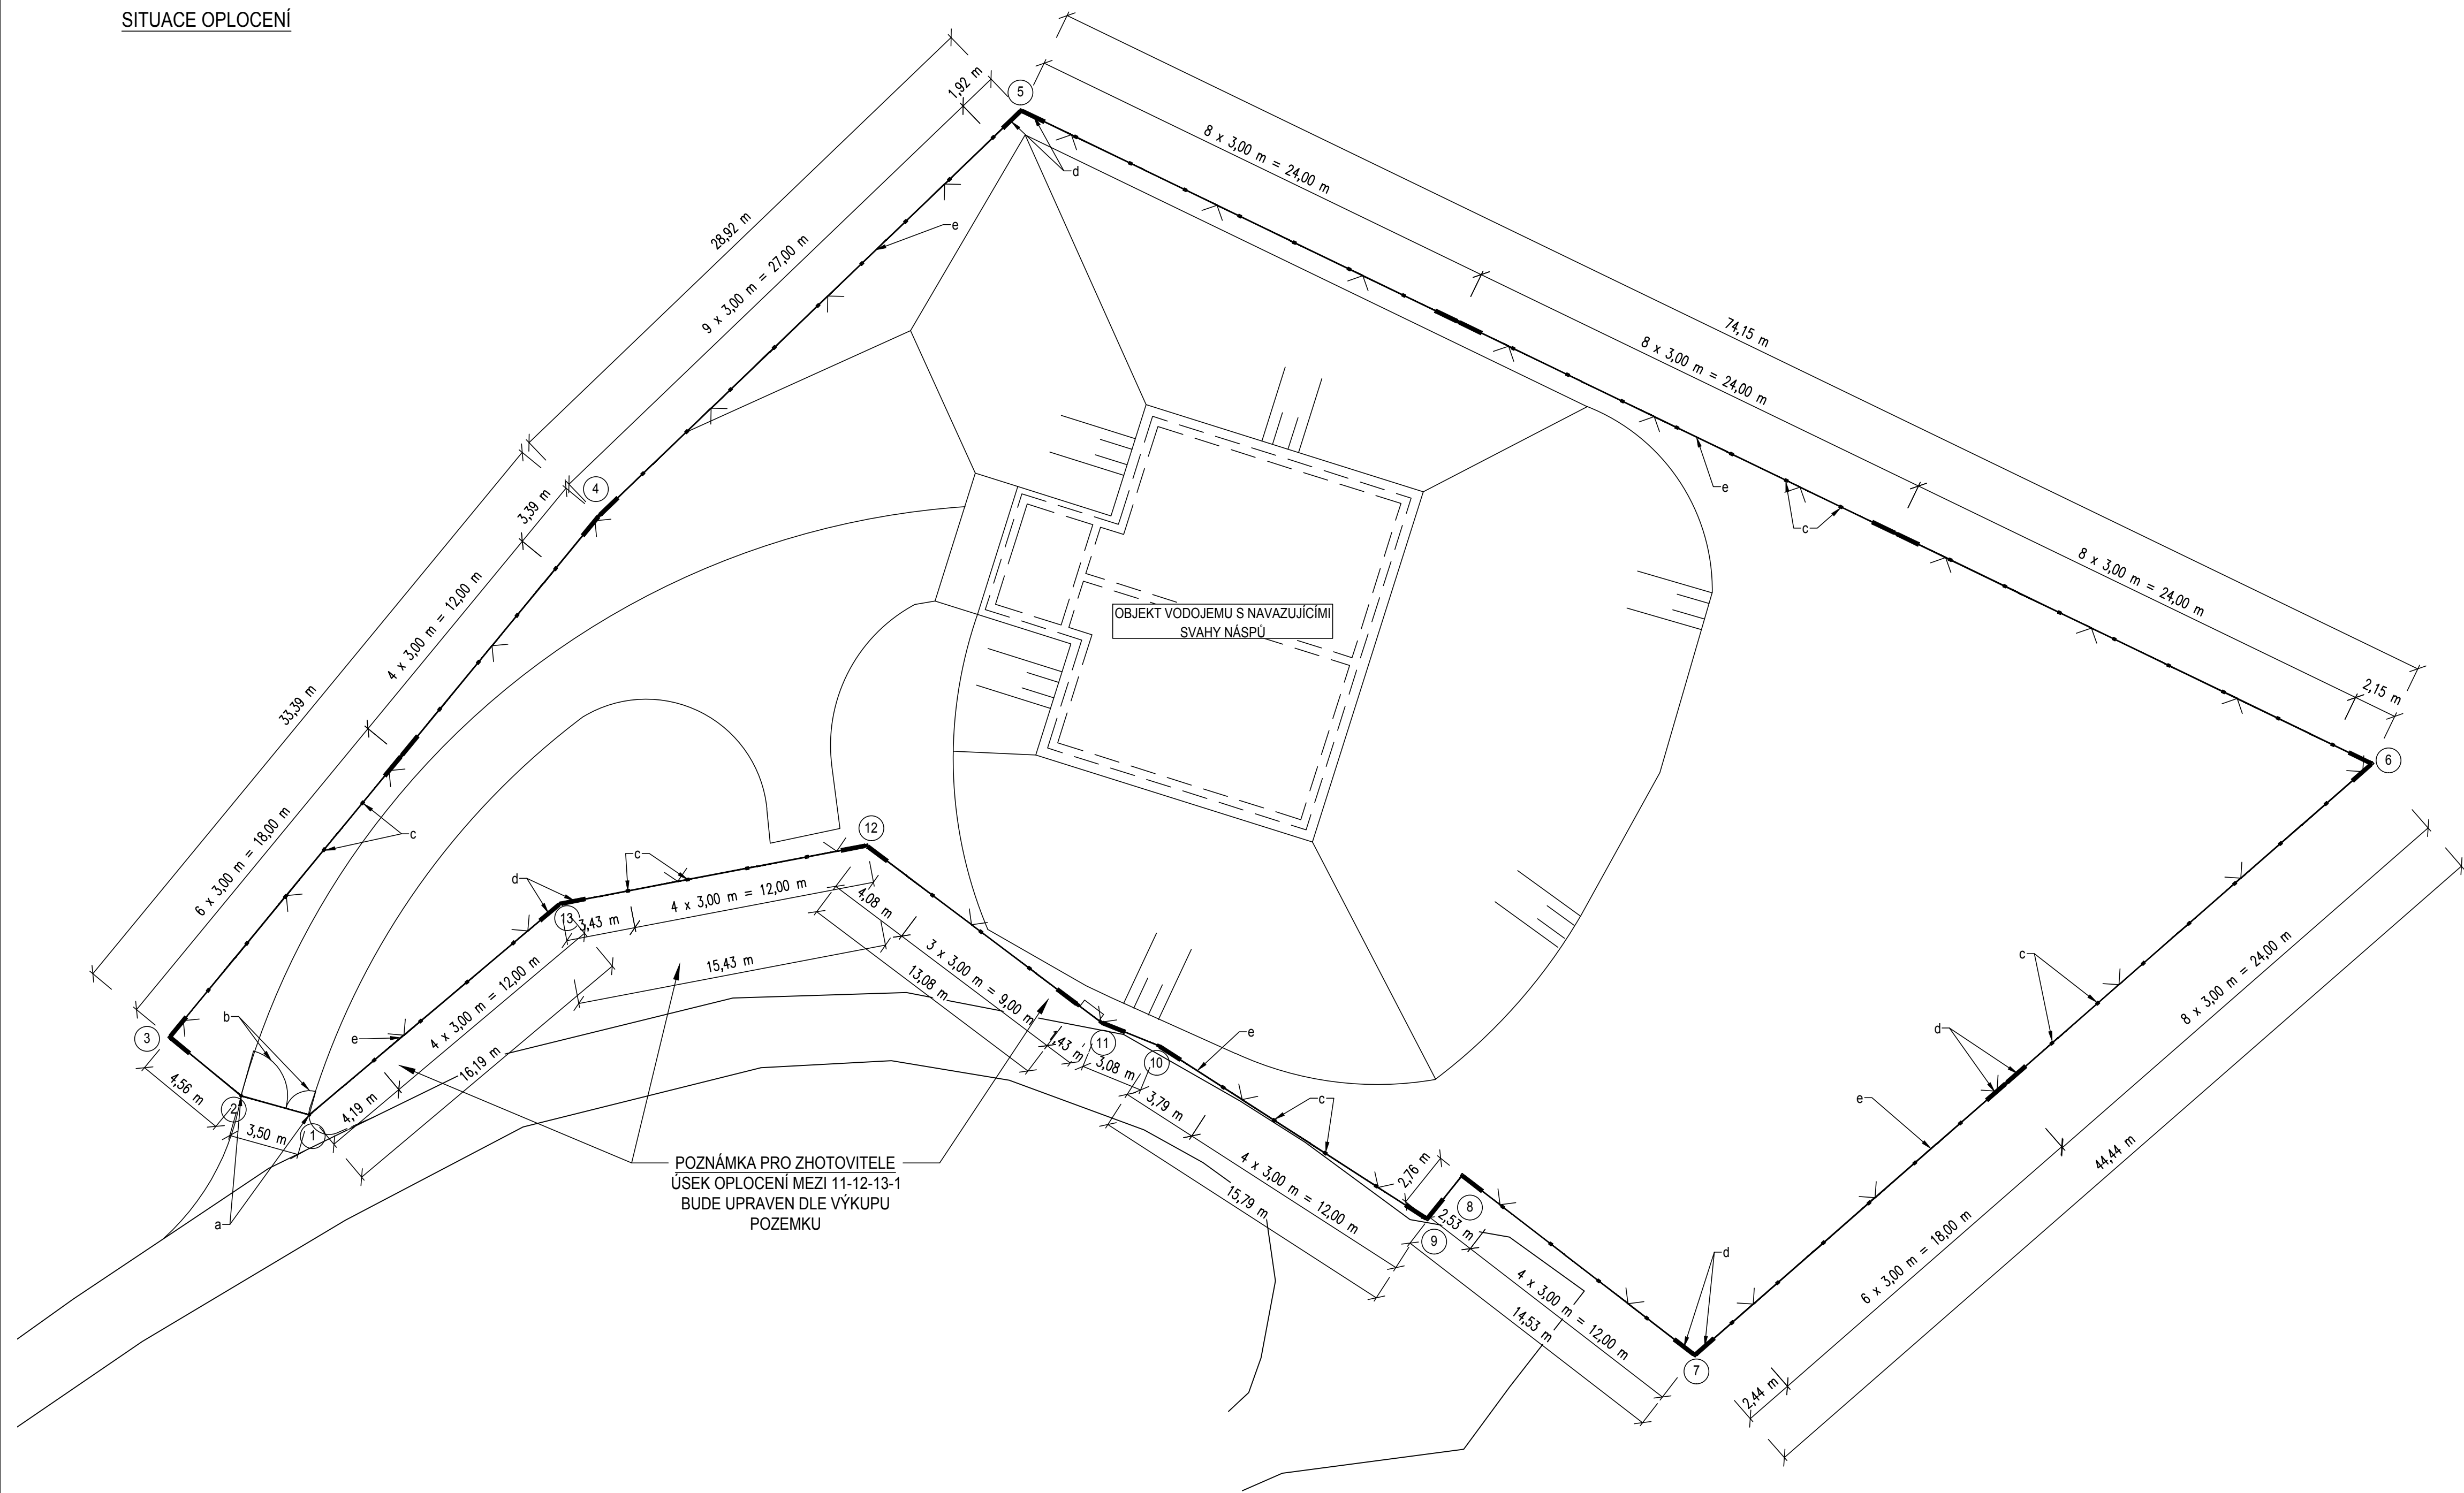 SITUACE OPLOCENÍ
1,92 m
5
8 x 3,00 m = 24,00 m
d
28,92 m
e
9 x 3,00 m = 27,00 m
74,15 m
8 x 3,00 m = 24,00 m
4
3,39 m
e
c
8 x 3,00 m = 24,00 m
4 x 3,00 m = 12,00 m
OBJEKT VODOJEMU S NAVAZUJÍCÍMI
SVAHY NÁSPŮ
33,39 m
2,15 m
6
c
6 x 3,00 m = 18,00 m
12
c
d
4 x 3,00 m = 12,00 m
13
3,43 m
4,08 m
15,43 m
3 x 3,00 m = 9,00 m
13,08 m
4 x 3,00 m = 12,00 m
16,19 m
3
b
e
4,56 m
2
3,50 m
1
4,19 m
a
1,43 m
11
3,08 m
10
e
3,79 m
c
4 x 3,00 m = 12,00 m
15,79 m
2,76 m
8
2,53 m
9
4 x 3,00 m = 12,00 m
14,53 m
POZNÁMKA PRO ZHOTOVITELE
ÚSEK OPLOCENÍ MEZI 11-12-13-1
BUDE UPRAVEN DLE VÝKUPU
POZEMKU
c
8 x 3,00 m = 24,00 m
d
e
44,44 m
6 x 3,00 m = 18,00 m
d
7
2,44 m